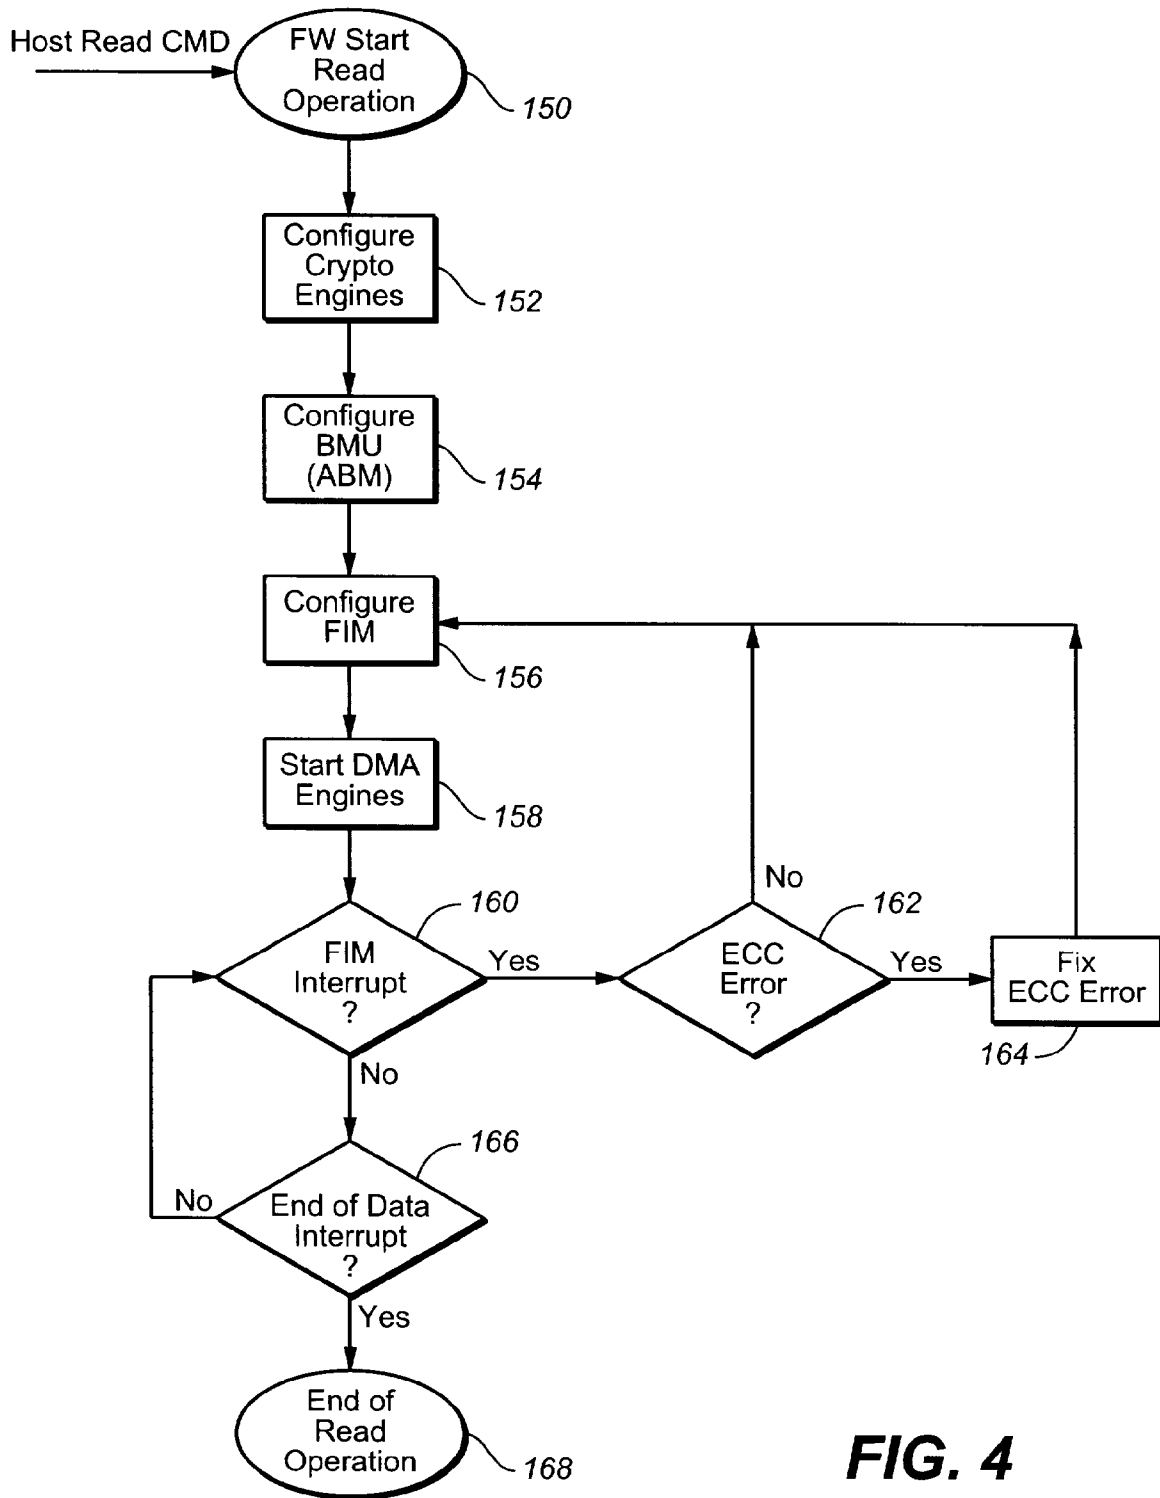 Host Read CMD
FW Start
Read
Operation
150
Configure
Crypto
Engines
152
Configure
BMU
(ABM)
154
Configure
FIM
156
Start DMA
Engines
158
160
FIM
Interrupt
?
Yes
No
162
ECC
Error
?
No
Yes
Fix
ECC Error
164
166
End of Data
Interrupt
?
No
Yes
End of
Read
Operation
168
FIG. 4